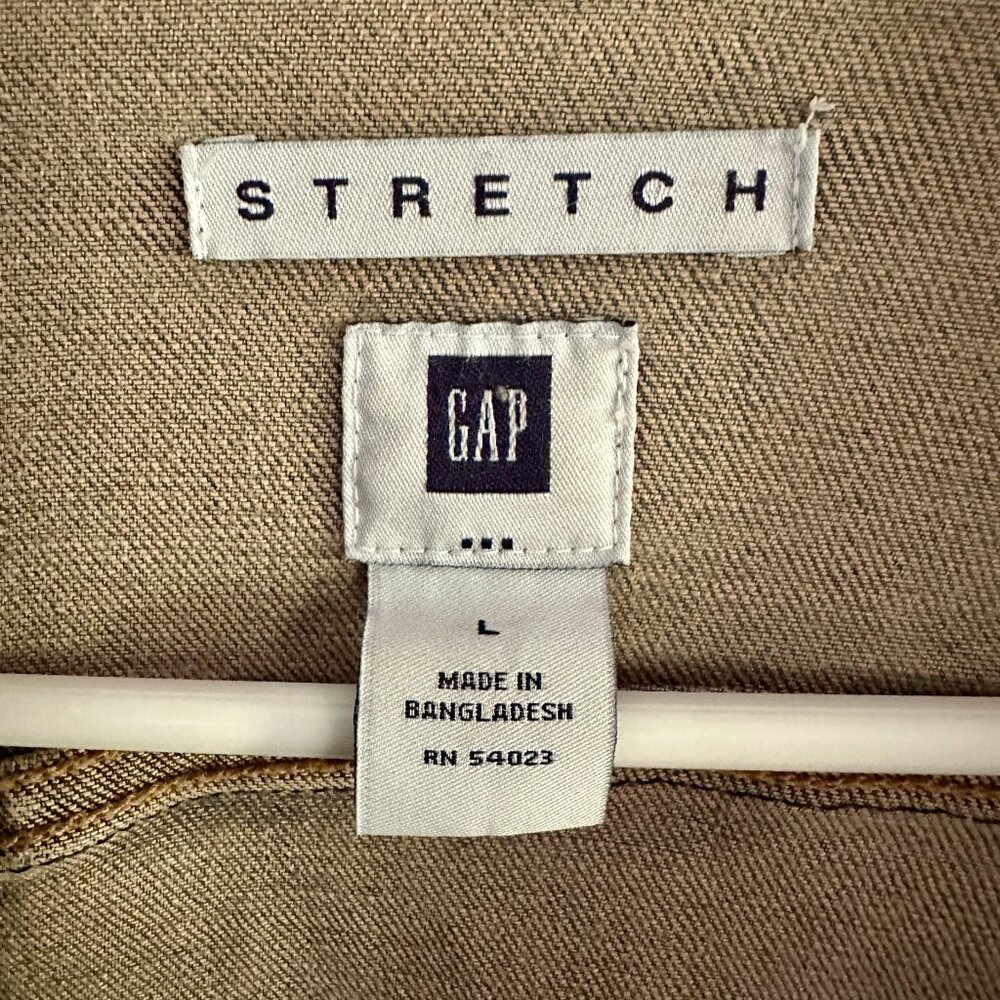 STRETCH
GAP
L
MADE IN
BANGLADESH
RN 54023